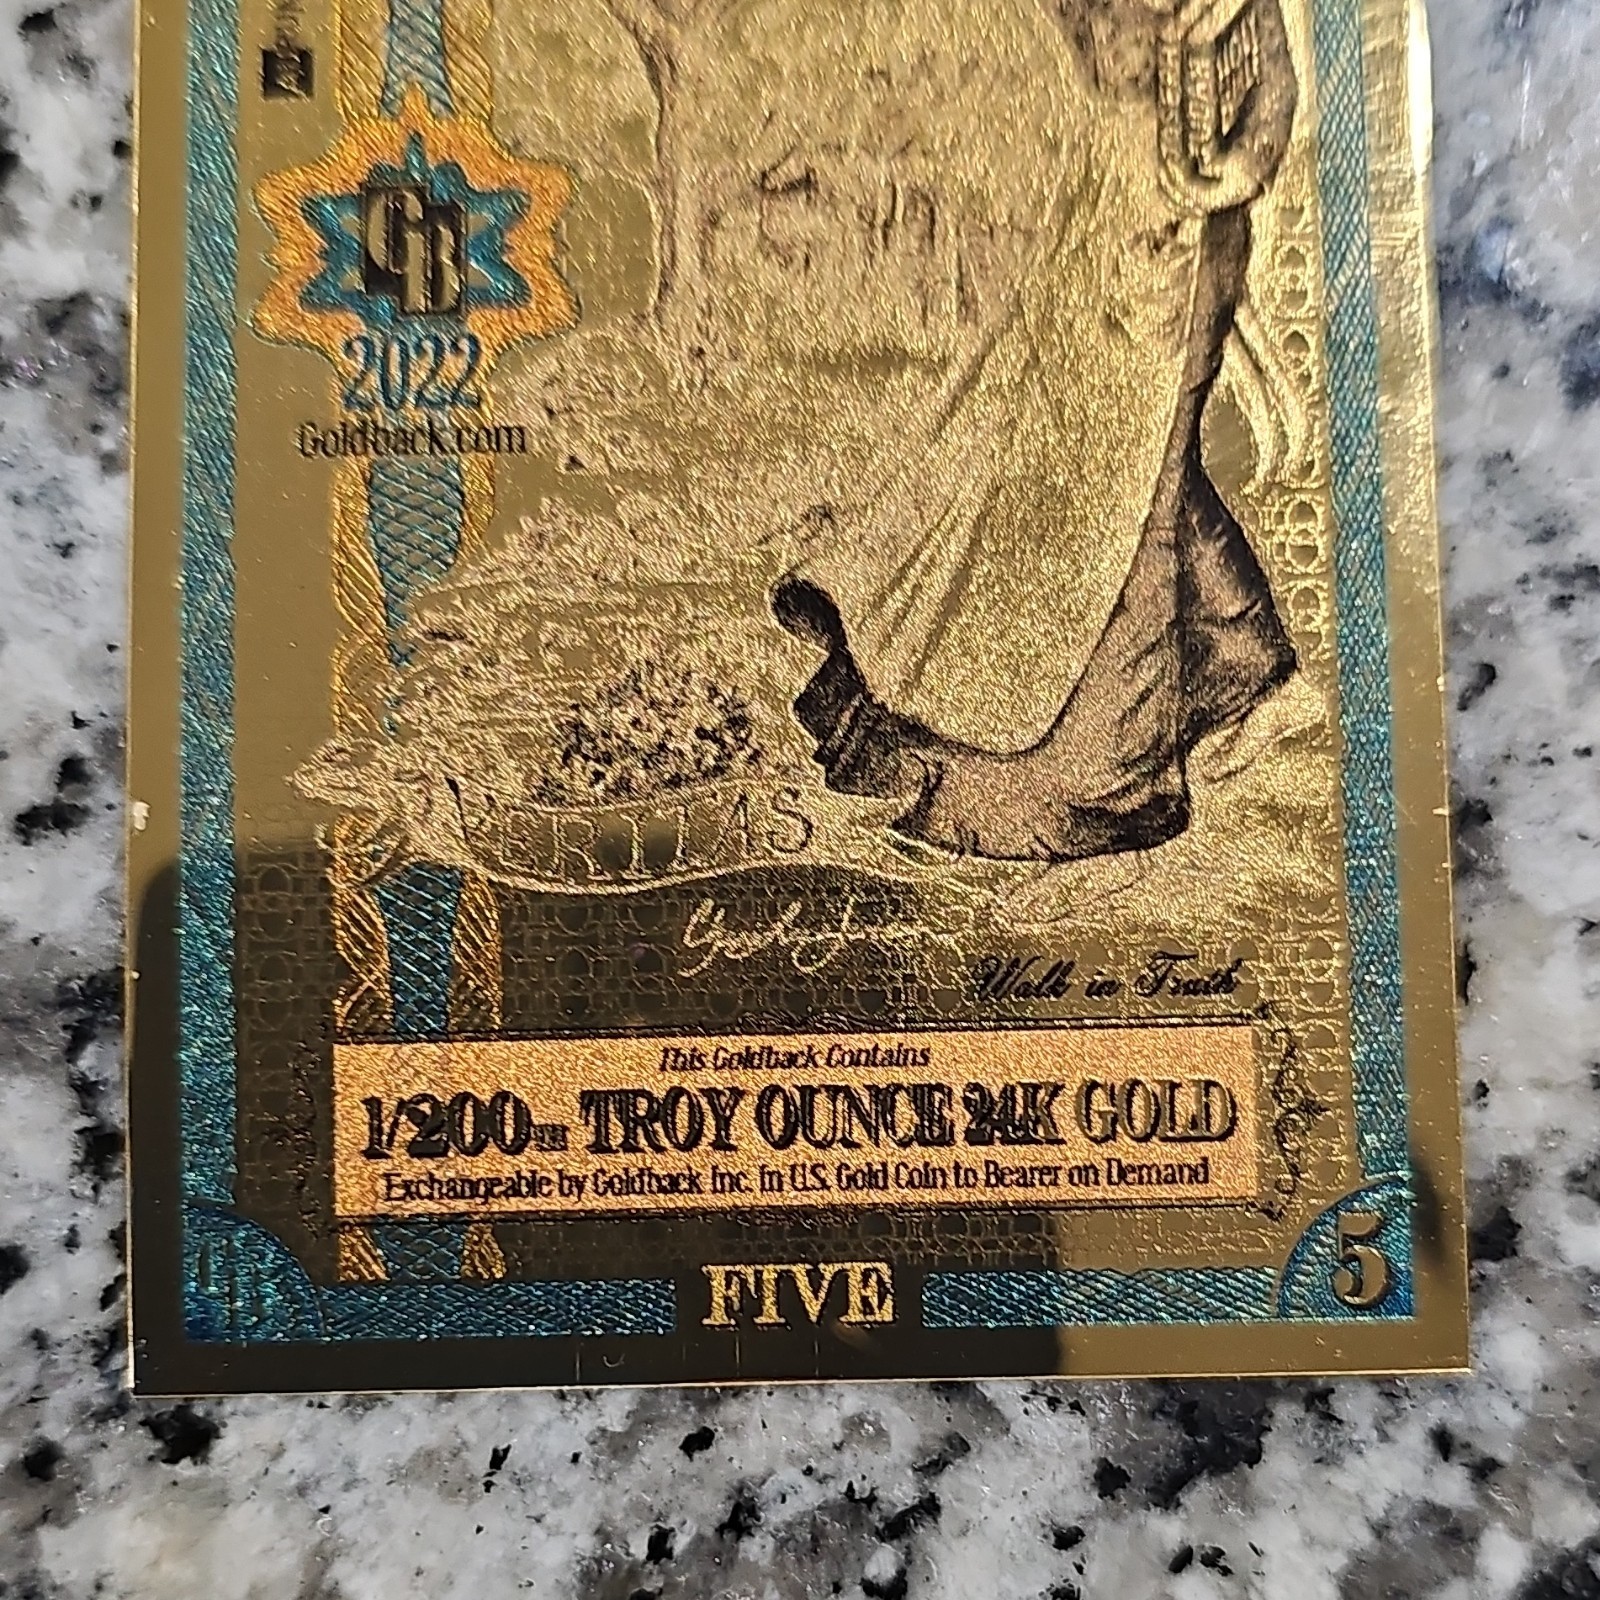 GB
2022
Goldback.com
VERITAS
Walk in Truth
This Goldback Contains
1/200TH TROY OUNCE 24K GOLD
Exchangeable by Goldback Inc. in U.S. Gold Coin to Bearer on Demand
GB
FIVE
5